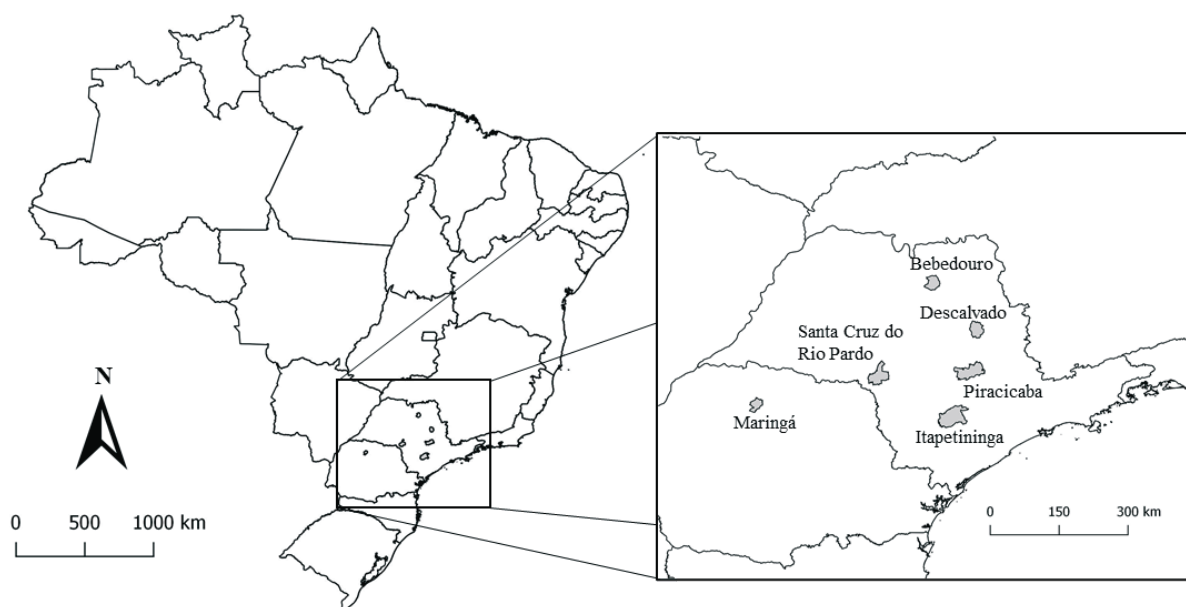 N
0 500 1000 km
Bebedouro
Descalvado
Santa Cruz do
Rio Pardo
Piracicaba
Maringá
Itapetininga
0 150 300 km